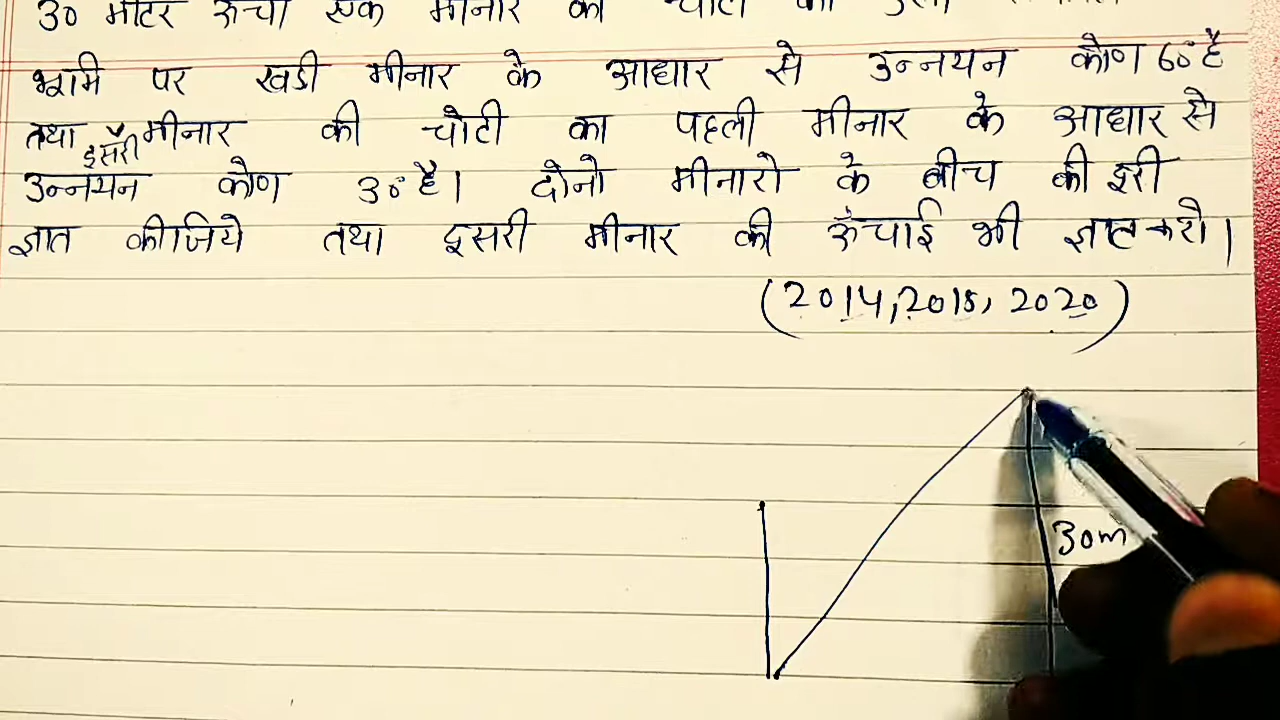 30 मीटर ऊंचा एक मीनार की चोटी का
भूमि पर खडी मीनार के आधार से उन्नयन कोण 60° है
तथा दूसरी मीनार की चोटी का पहली मीनार के आधार से
उन्नयन कोण 30° है। दोनो मीनारो के बीच की दूरी
ज्ञात कीजिये तथा दूसरी मीनार की ऊंचाई भी ज्ञात करो।
(2014, 2018, 2020)
30m